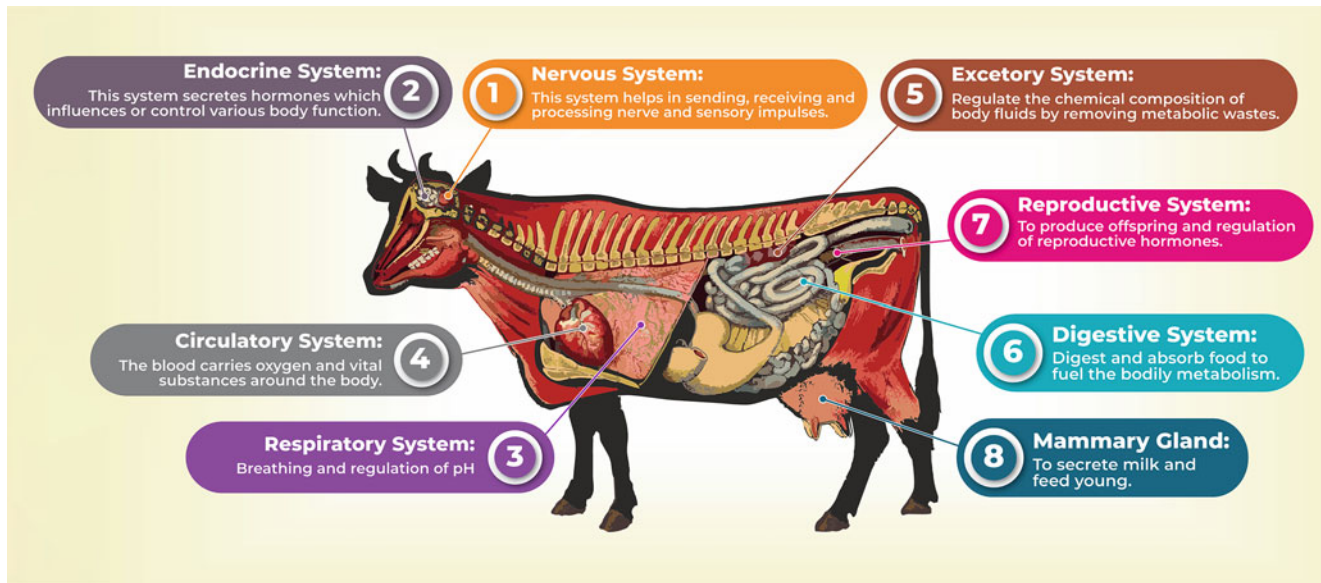 Endocrine System:
This system secretes hormones which
influences or control various body function.
2
1
Nervous System:
This system helps in sending, receiving and
processing nerve and sensory impulses.
5
Excetory System:
Regulate the chemical composition of
body fluids by removing metabolic wastes.
7
Reproductive System:
To produce offspring and regulation
of reproductive hormones.
Circulatory System:
The blood carries oxygen and vital
substances around the body.
4
6
Digestive System:
Digest and absorb food to
fuel the bodily metabolism.
Respiratory System:
Breathing and regulation of pH
3
8
Mammary Gland:
To secrete milk and
feed young.